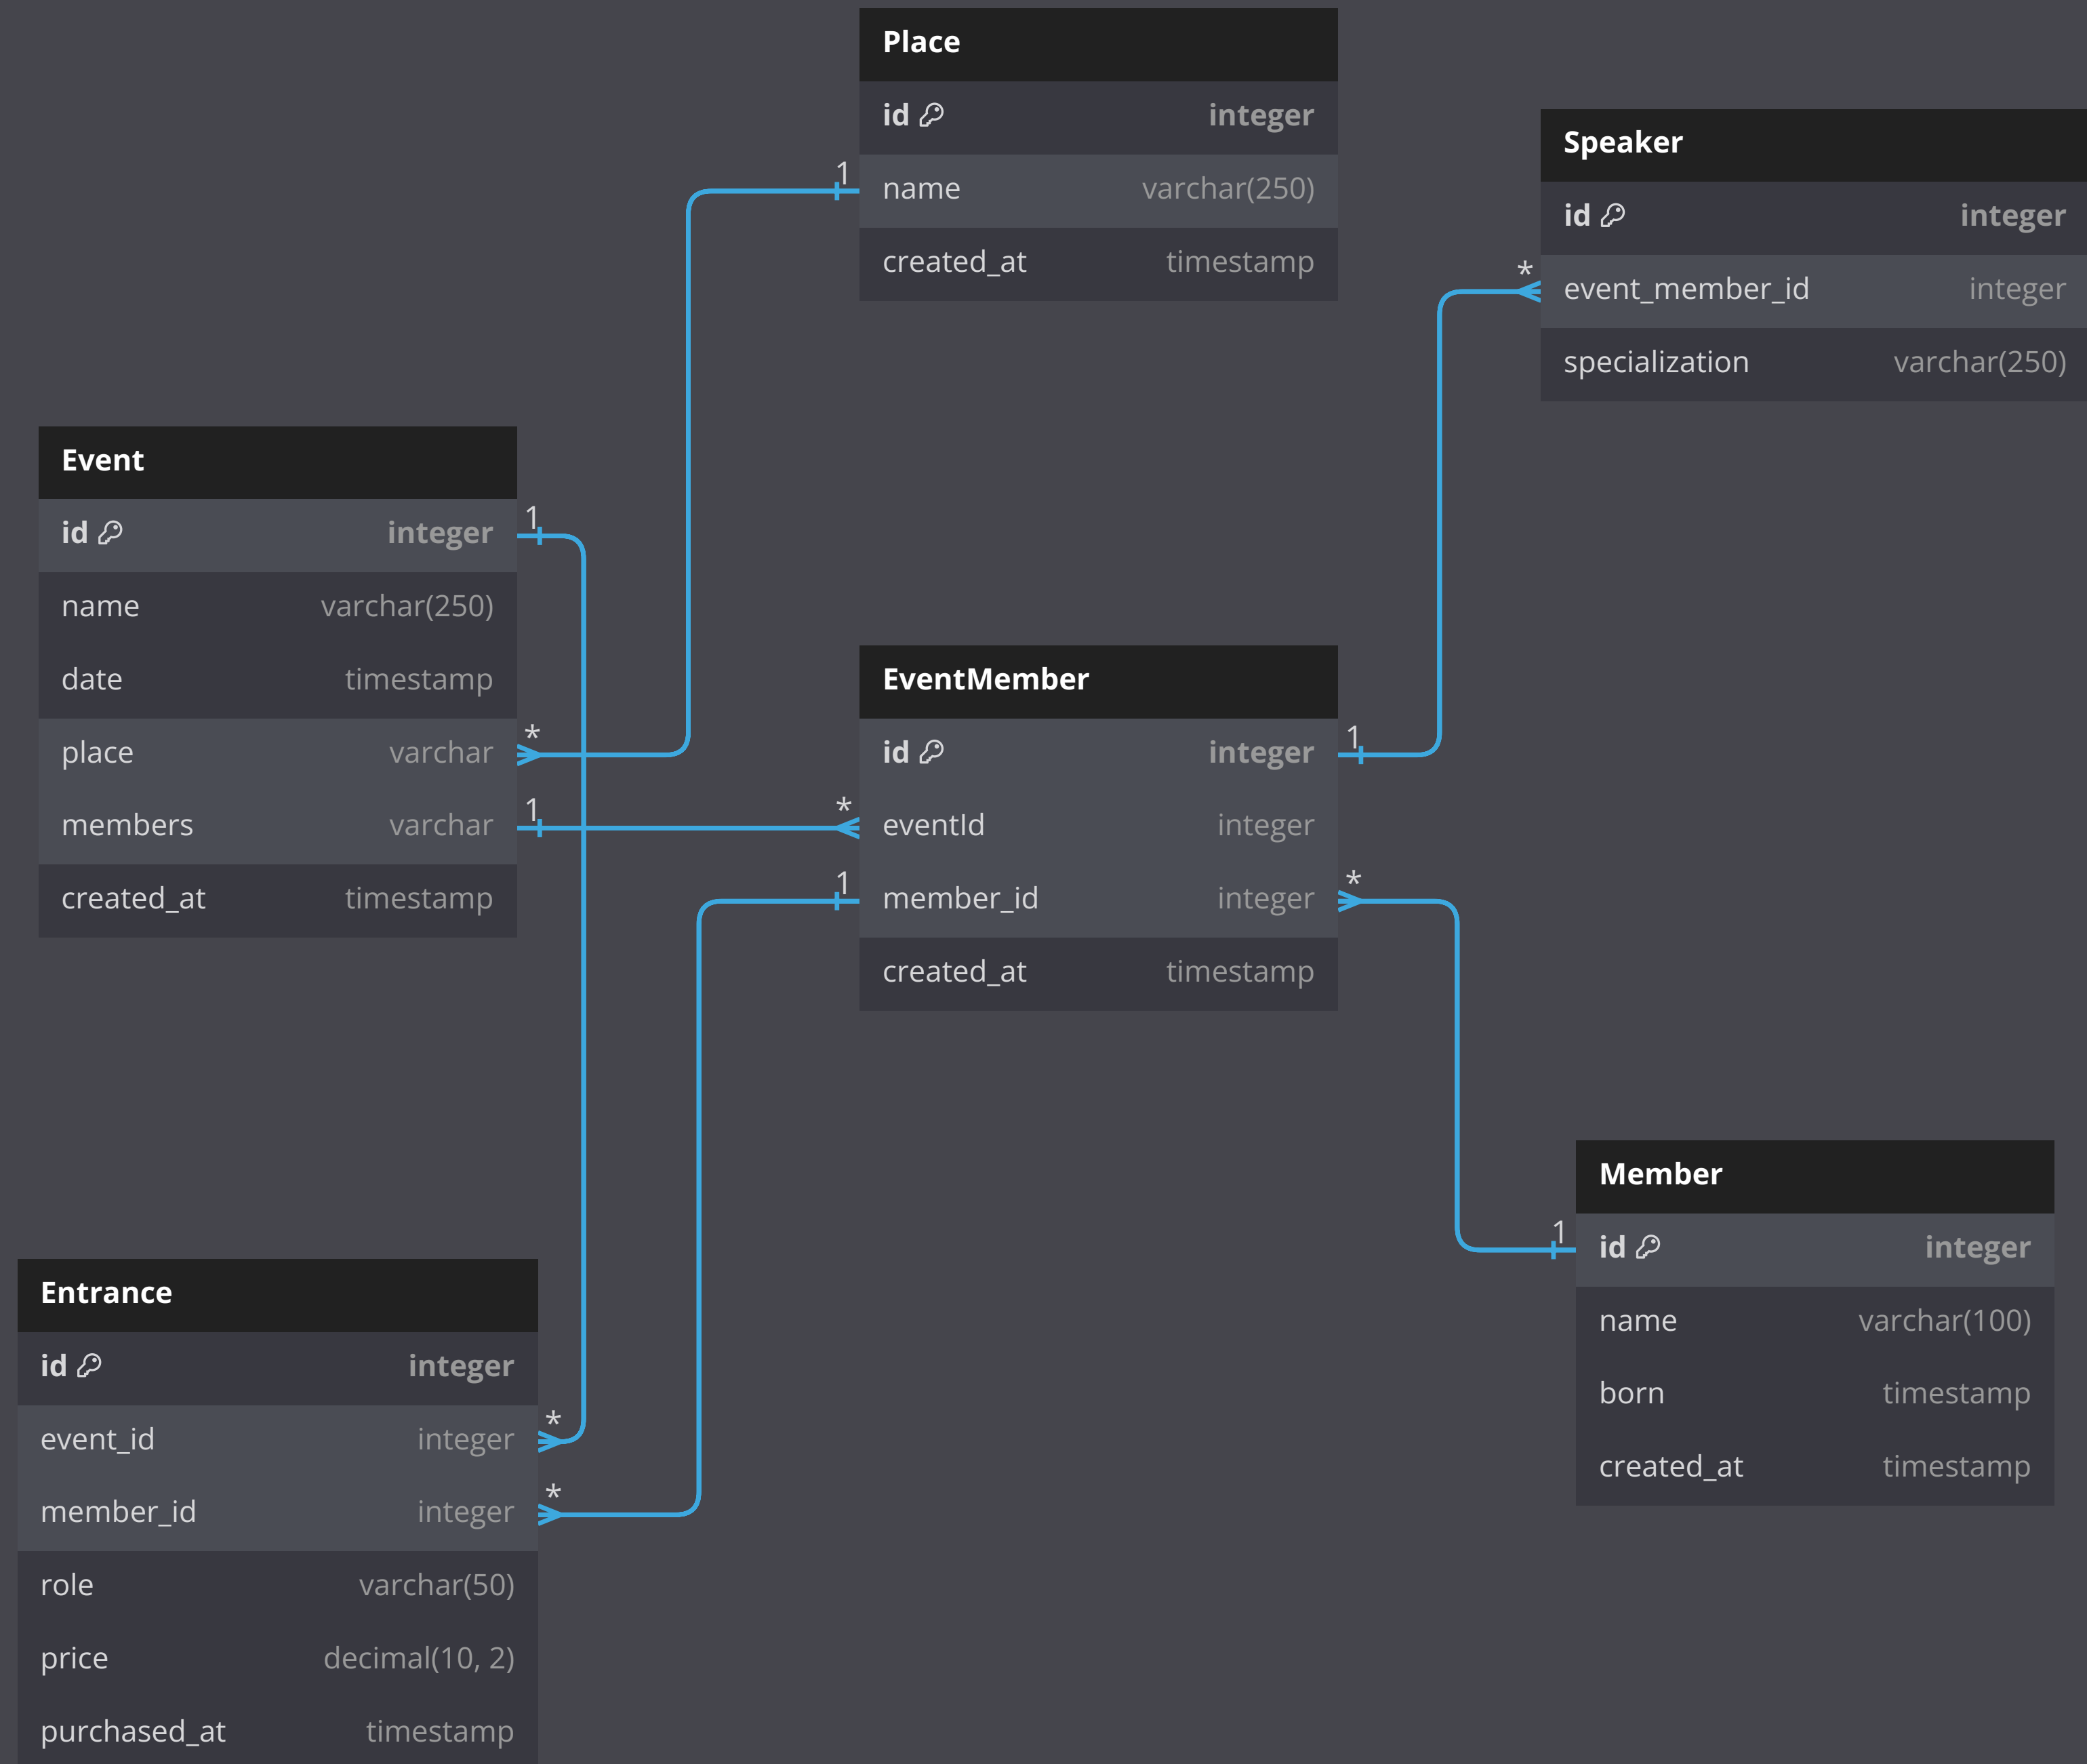 Place
id integer
name varchar(250)
created_at timestamp
Speaker
id integer
event_member_id integer
specialization varchar(250)
Event
id integer
name varchar(250)
date timestamp
place varchar
members varchar
created_at timestamp
EventMember
id integer
eventId integer
member_id integer
created_at timestamp
Member
id integer
name varchar(100)
born timestamp
created_at timestamp
Entrance
id integer
event_id integer
member_id integer
role varchar(50)
price decimal(10, 2)
purchased_at timestamp
1
*
1
*
1
*
1
*
1
*
1
*